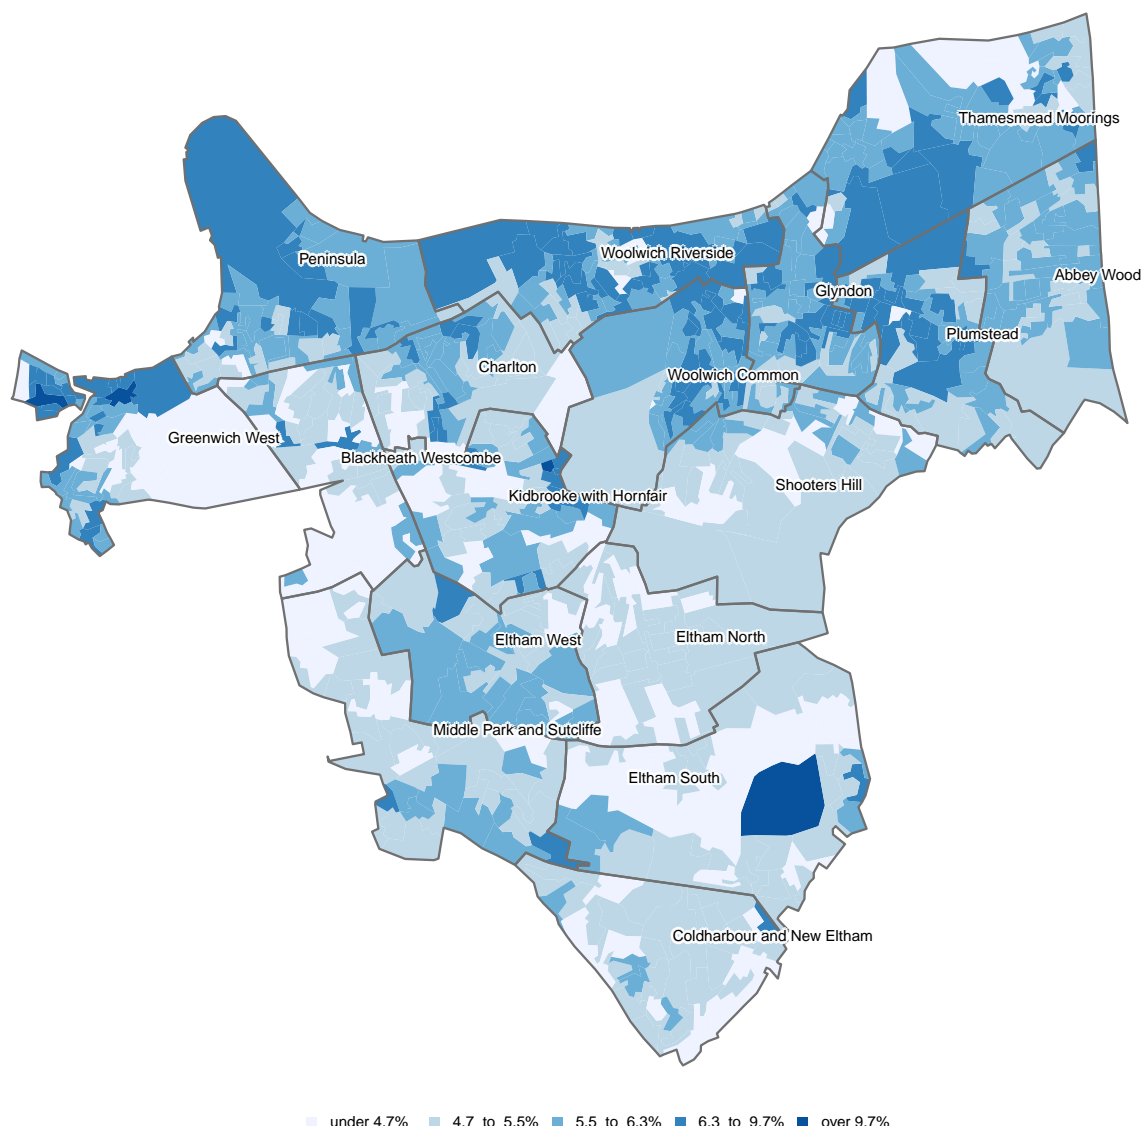 Thamesmead Moorings
Peninsula
Woolwich Riverside
Abbey Wood
Glyndon
Plumstead
Charlton
Woolwich Common
Greenwich West
Blackheath Westcombe
Shooters Hill
Kidbrooke with Hornfair
Eltham West
Eltham North
Middle Park and Sutcliffe
Eltham South
Coldharbour and New Eltham
under 4.7% 4.7 to 5.5% 5.5 to 6.3% 6.3 to 9.7% over 9.7%